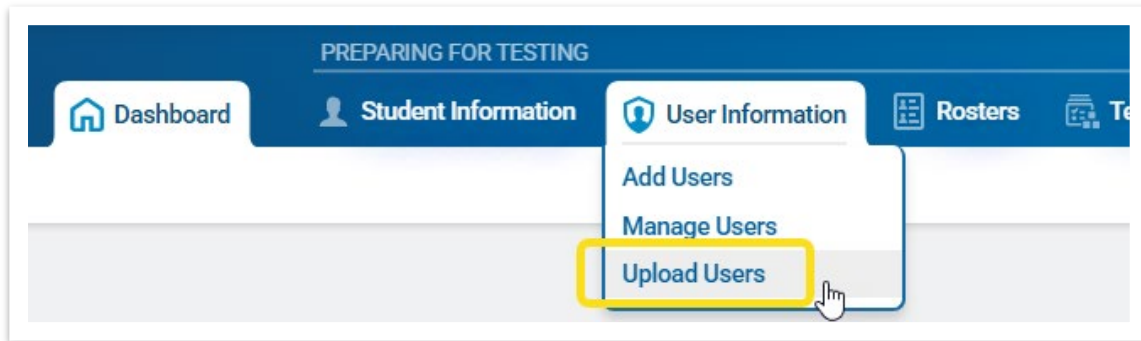 PREPARING FOR TESTING
Dashboard Student Information User Information Rosters
Add Users
Manage Users
Upload Users